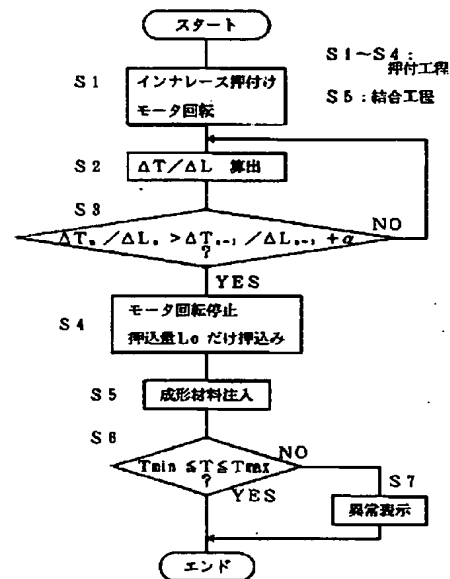 スタート
S1~S4:
押付工程
S5:結合工程
S1
インナレース押付け
モータ回転
S2
ΔT/ΔL 算出
S3
ΔTn/ΔLn>ΔTn-1/ΔLn-1+α
?
NO
YES
S4
モータ回転停止
押込量Loだけ押込み
S5
成形材料注入
S6
Tmin≦T≦Tmax
?
NO
YES
S7
異常表示
エンド